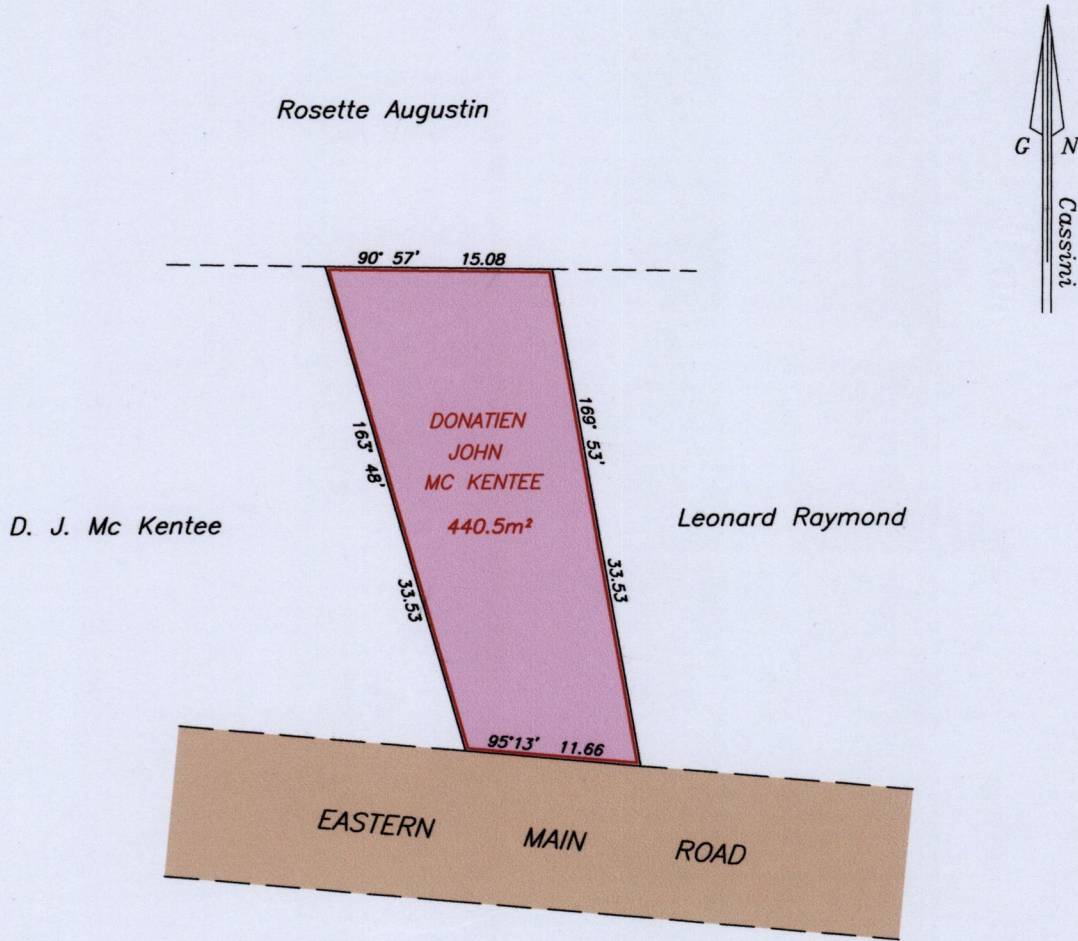 Rosette Augustin
G N
Cassini
90° 57' 15.08
DONATIEN
JOHN
MC KENTEE
440.5m²
163° 48'
33.53
169° 53'
33.53
D. J. Mc Kentee
Leonard Raymond
95°13' 11.66
EASTERN MAIN ROAD